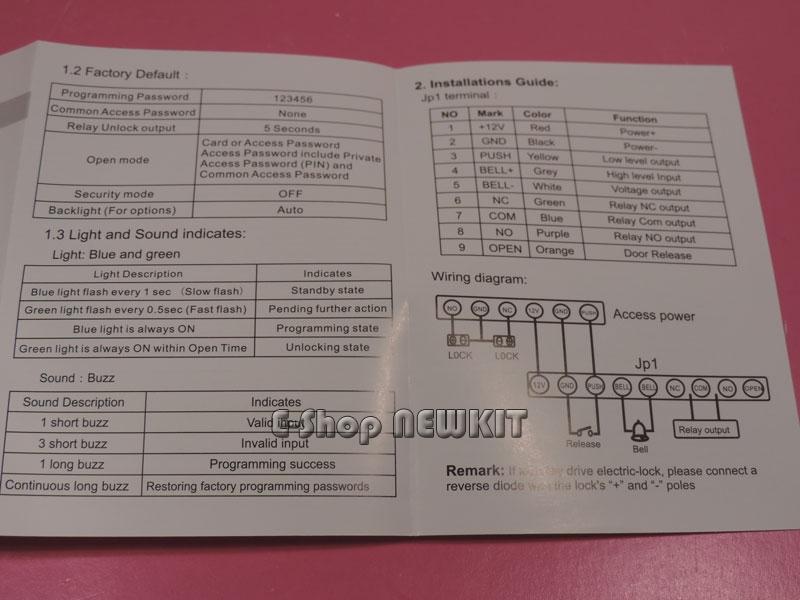 1.2 Factory Default :
Programming Password 123456
Common Access Password None
Relay Unlock output 5 Seconds
Open mode Card or Access Password
Access Password include Private
Access Password (PIN) and
Common Access Password
Security mode OFF
Backlight (For options) Auto
1.3 Light and Sound indicates:
Light: Blue and green
Light Description Indicates
Blue light flash every 1 sec (Slow flash) Standby state
Green light flash every 0.5sec (Fast flash) Pending further action
Blue light is always ON Programming state
Green light is always ON within Open Time Unlocking state
Sound : Buzz
Sound Description Indicates
1 short buzz Valid input
3 short buzz Invalid input
1 long buzz Programming success
Continuous long buzz Restoring factory programming passwords
2. Installations Guide:
Jp1 terminal :
NO Mark Color Function
1 +12V Red Power+
2 GND Black Power-
3 PUSH Yellow Low level output
4 BELL+ Grey High level Input
5 BELL- White Voltage output
6 NC Green Relay NC output
7 COM Blue Relay Com output
8 NO Purple Relay NO output
9 OPEN Orange Door Release
Wiring diagram:
NO GND NC 12V GND PUSH Access power
LOCK LOCK
Jp1
12V GND PUSH BELL BELL NC COM NO OPEN
Release Bell Relay output
Remark: If drive electric-lock, please connect a
reverse diode the lock's "+" and "-" poles
E-Shop NEWKIT